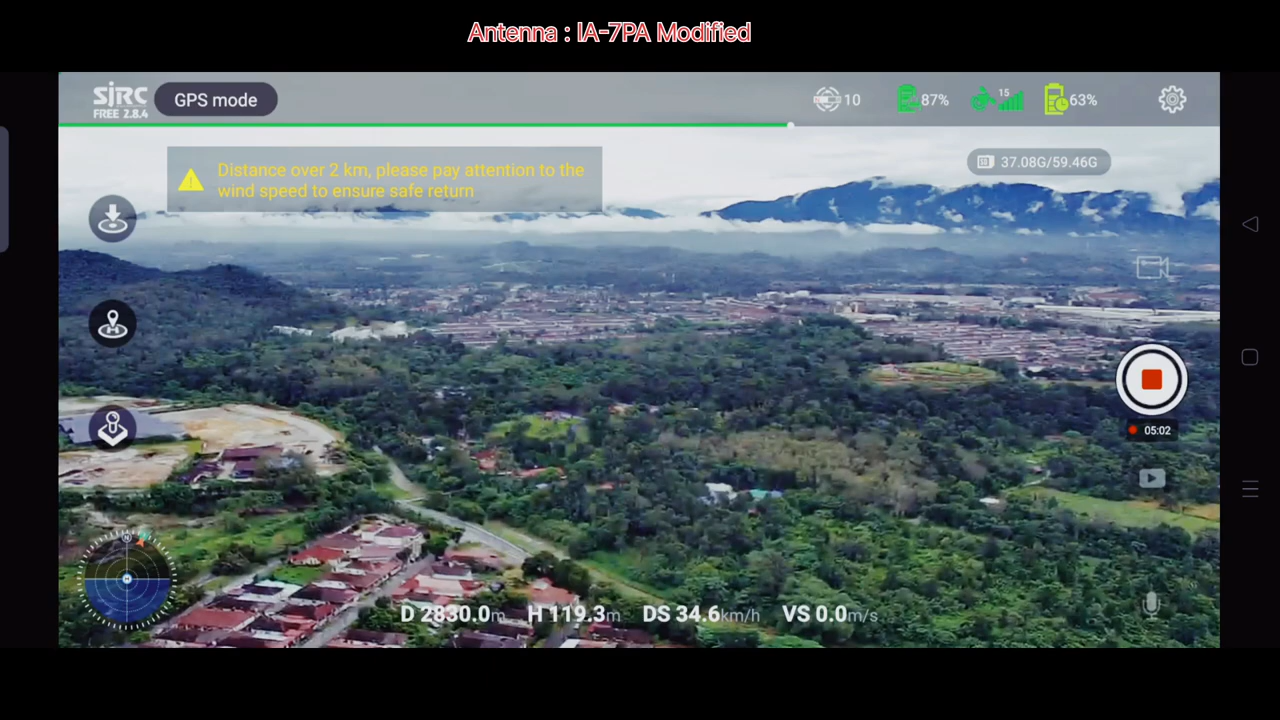 Antenna : IA-7PA Modified
SJRC
FREE 2.8.4
GPS mode
10
87%
15
63%
Distance over 2 km, please pay attention to the
wind speed to ensure safe return
37.08G/59.46G
05:02
N
H
D 2830.0m H 119.3m DS 34.6km/h VS 0.0m/s